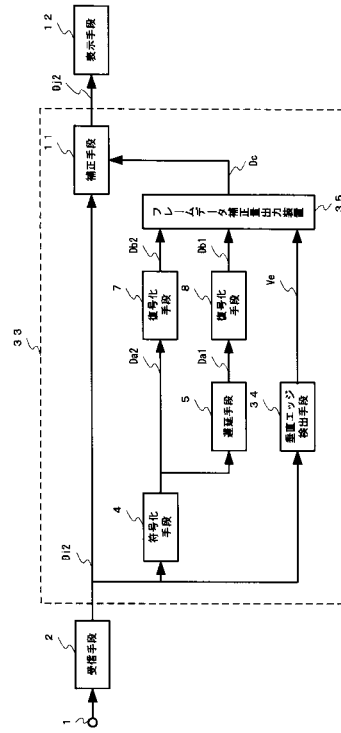 33
1
2
受信手段
Di2
4
符号化
手段
Da2
5
遅延手段
Da1
7
復号化
手段
Db2
8
復号化
手段
Db1
34
垂直エッジ
検出手段
Ve
フレームデータ補正量出力装置
35
Dc
11
補正手段
Dj2
12
表示手段